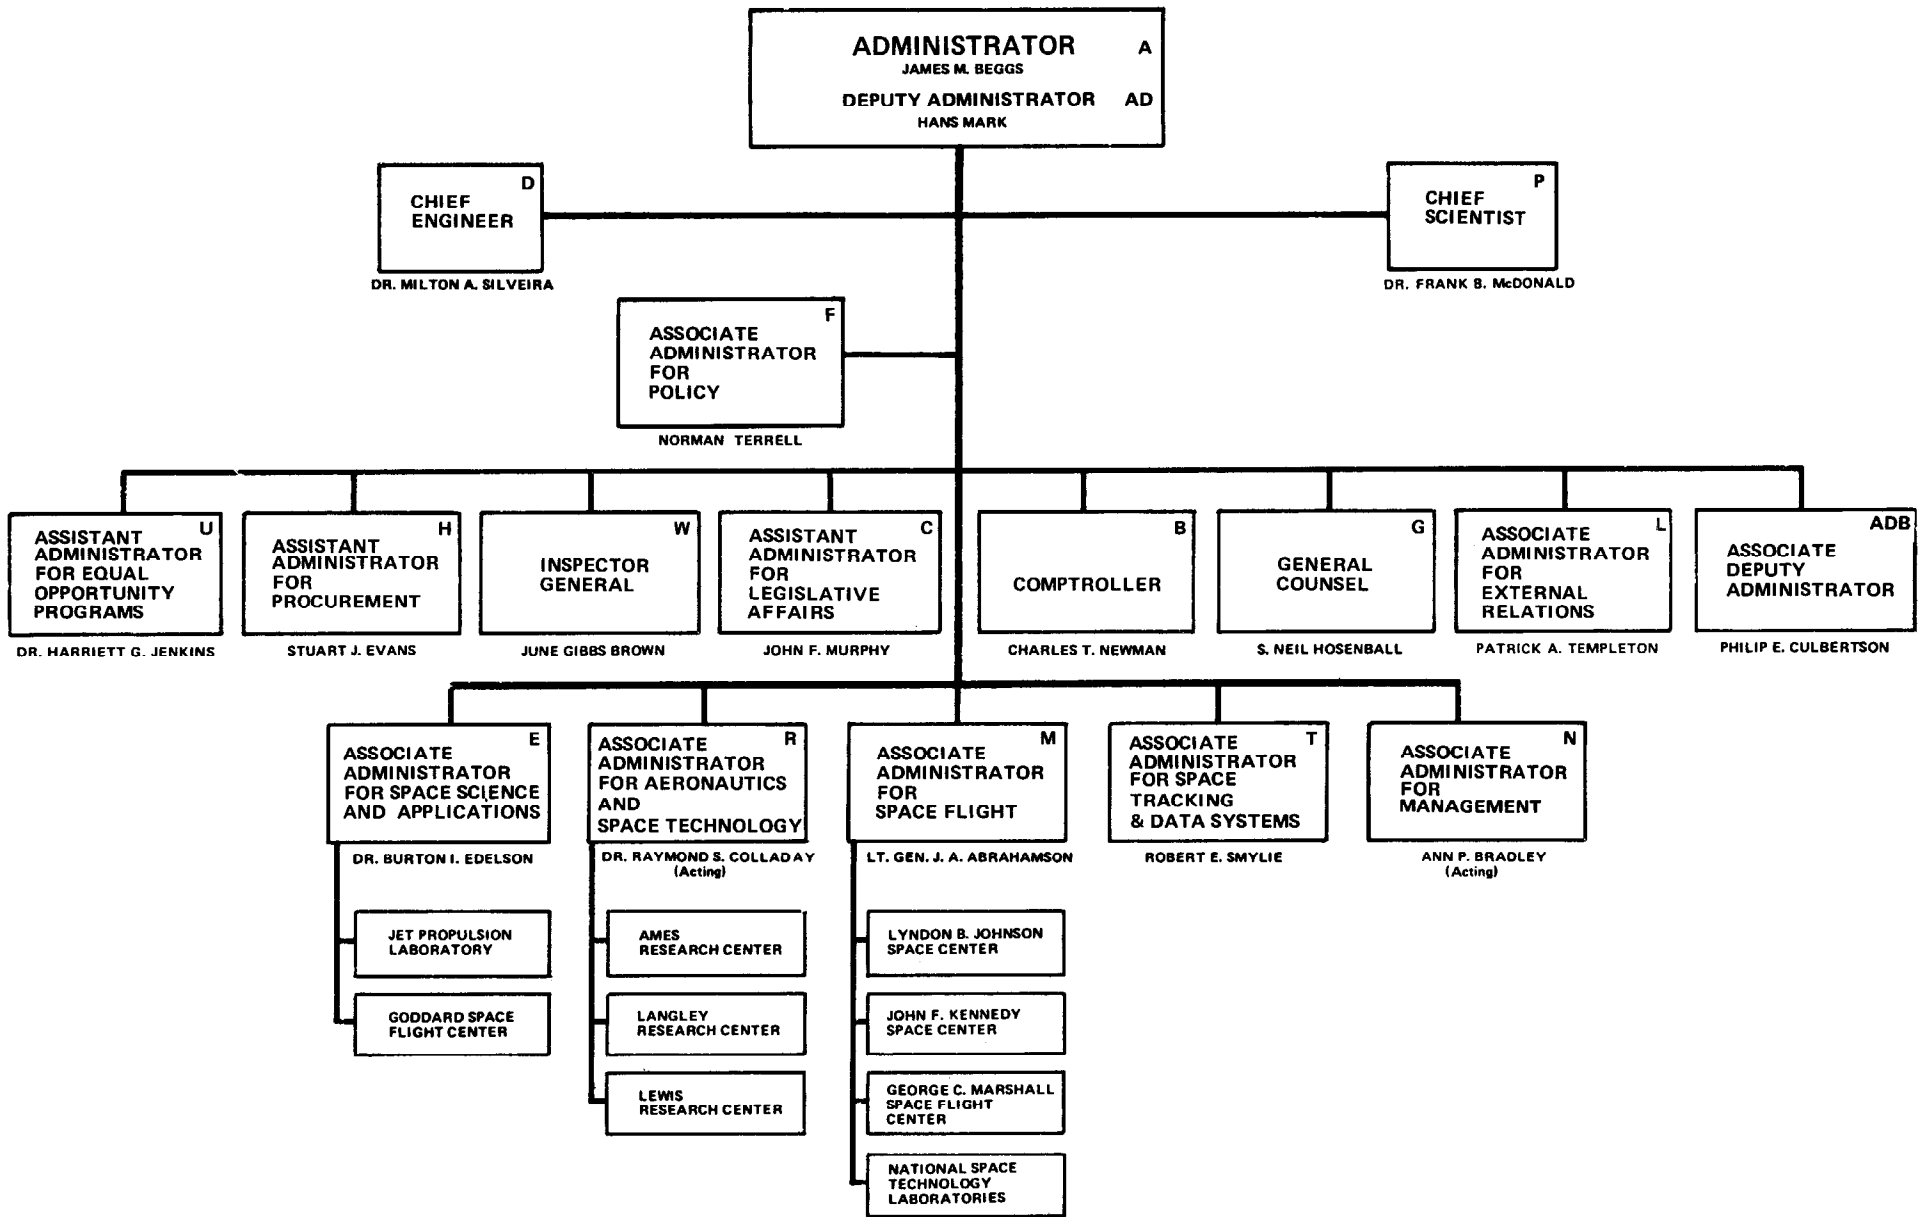 ADMINISTRATOR A
JAMES M. BEGGS
DEPUTY ADMINISTRATOR AD
HANS MARK
D
CHIEF
ENGINEER
DR. MILTON A. SILVEIRA
P
CHIEF
SCIENTIST
DR. FRANK B. McDONALD
F
ASSOCIATE
ADMINISTRATOR
FOR
POLICY
NORMAN TERRELL
U
ASSISTANT
ADMINISTRATOR
FOR EQUAL
OPPORTUNITY
PROGRAMS
DR. HARRIETT G. JENKINS
H
ASSISTANT
ADMINISTRATOR
FOR
PROCUREMENT
STUART J. EVANS
W
INSPECTOR
GENERAL
JUNE GIBBS BROWN
C
ASSISTANT
ADMINISTRATOR
FOR
LEGISLATIVE
AFFAIRS
JOHN F. MURPHY
B
COMPTROLLER
CHARLES T. NEWMAN
G
GENERAL
COUNSEL
S. NEIL HOSENBALL
L
ASSOCIATE
ADMINISTRATOR
FOR
EXTERNAL
RELATIONS
PATRICK A. TEMPLETON
ADB
ASSOCIATE
DEPUTY
ADMINISTRATOR
PHILIP E. CULBERTSON
E
ASSOCIATE
ADMINISTRATOR
FOR SPACE SCIENCE
AND APPLICATIONS
DR. BURTON I. EDELSON
JET PROPULSION
LABORATORY
GODDARD SPACE
FLIGHT CENTER
R
ASSOCIATE
ADMINISTRATOR
FOR AERONAUTICS
AND
SPACE TECHNOLOGY
DR. RAYMOND S. COLLADAY
(Acting)
AMES
RESEARCH CENTER
LANGLEY
RESEARCH CENTER
LEWIS
RESEARCH CENTER
M
ASSOCIATE
ADMINISTRATOR
FOR
SPACE FLIGHT
LT. GEN. J. A. ABRAHAMSON
LYNDON B. JOHNSON
SPACE CENTER
JOHN F. KENNEDY
SPACE CENTER
GEORGE C. MARSHALL
SPACE FLIGHT
CENTER
NATIONAL SPACE
TECHNOLOGY
LABORATORIES
T
ASSOCIATE
ADMINISTRATOR
FOR SPACE
TRACKING
& DATA SYSTEMS
ROBERT E. SMYLIE
N
ASSOCIATE
ADMINISTRATOR
FOR
MANAGEMENT
ANN P. BRADLEY
(Acting)